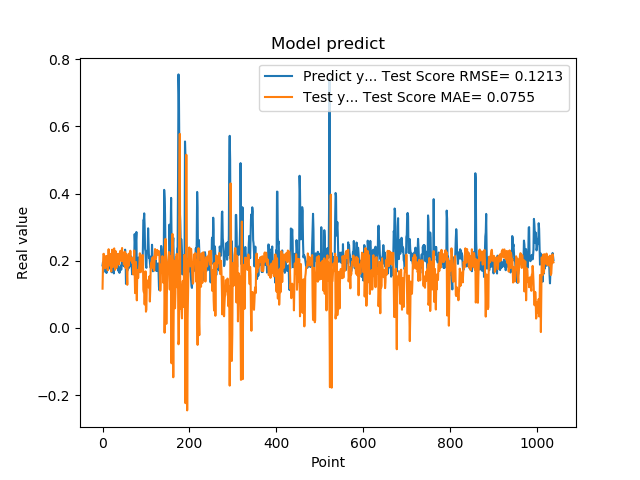 Model predict
Predict y... Test Score RMSE= 0.1213
Test y... Test Score MAE= 0.0755
0.8
0.6
0.4
0.2
0.0
−0.2
Real value
0 200 400 600 800 1000
Point